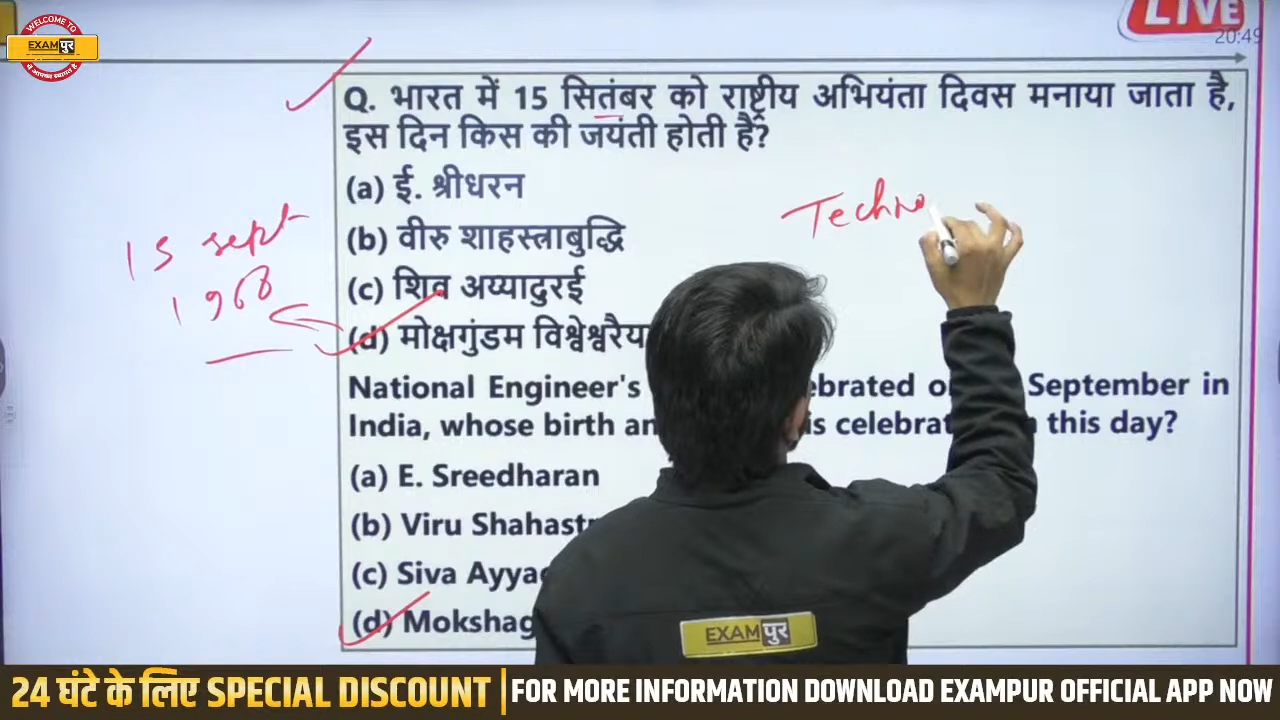 WELCOME TO
EXAMपुर
में आपका स्वागत है
LIVE
20:49
Q. भारत में 15 सितंबर को राष्ट्रीय अभियंता दिवस मनाया जाता है,
इस दिन किस की जयंती होती है?
(a) ई. श्रीधरन
(b) वीरु शाहस्त्राबुद्धि
(c) शिव अय्यादुरई
(d) मोक्षगुंडम विश्वेश्वरैय
15 sept
1968
Techno
National Engineer's ebrated o September in
India, whose birth an is celebrat this day?
(a) E. Sreedharan
(b) Viru Shahast
(c) Siva Ayya
(d) Mokshag
EXAMपुर
24 घंटे के लिए SPECIAL DISCOUNT | FOR MORE INFORMATION DOWNLOAD EXAMPUR OFFICIAL APP NOW